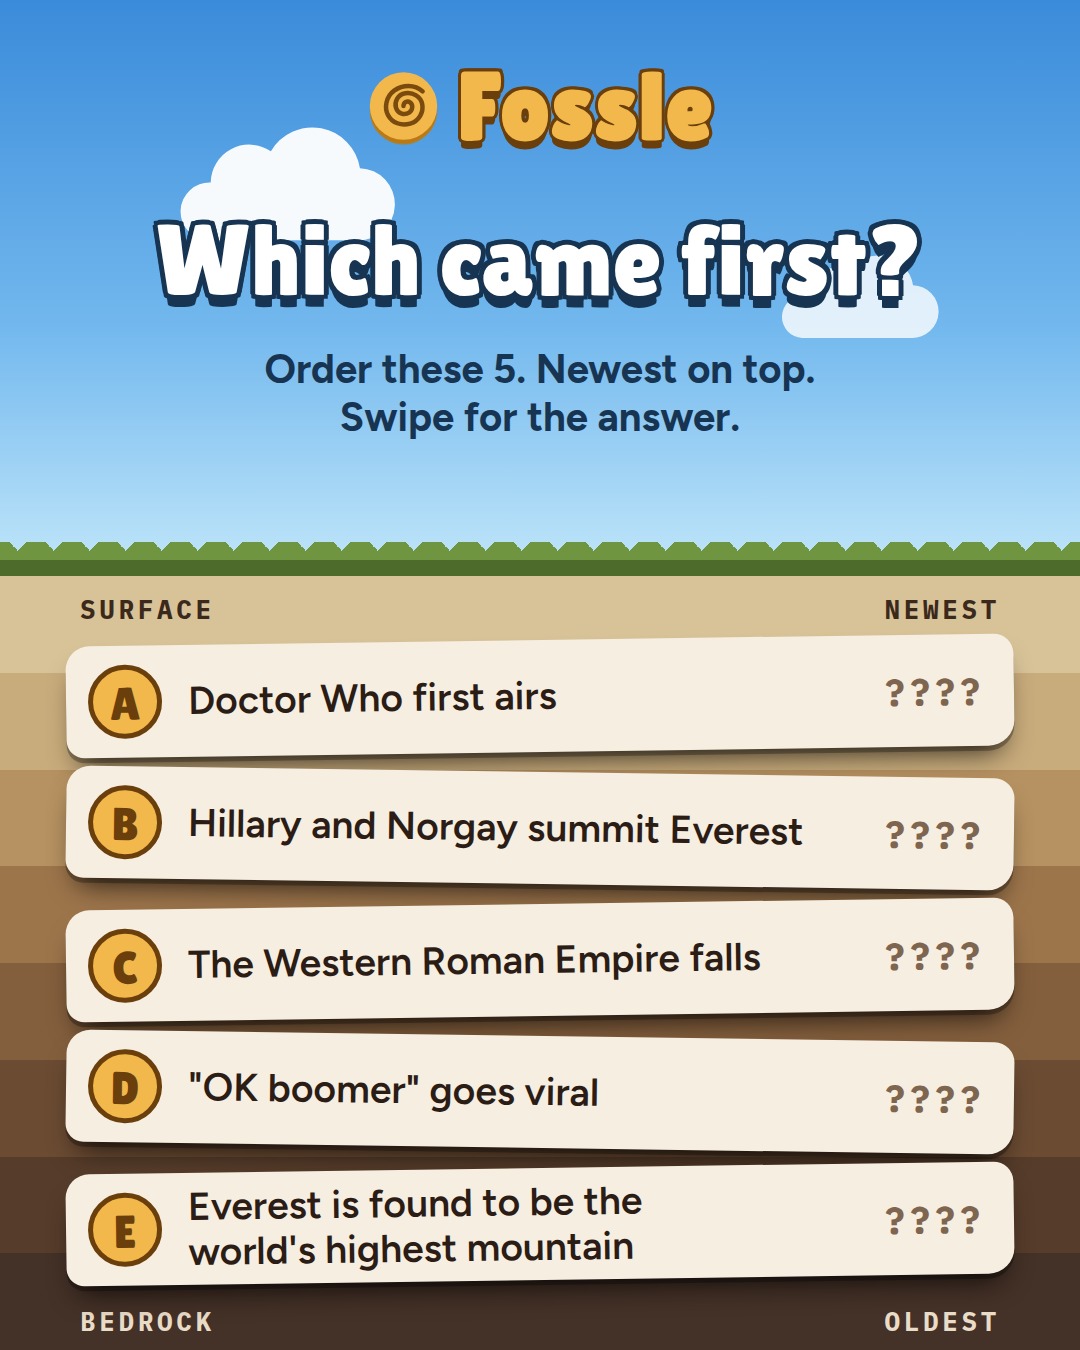 Fossle
Which came first?
Order these 5. Newest on top.
Swipe for the answer.
SURFACE NEWEST
A Doctor Who first airs ????
B Hillary and Norgay summit Everest ????
C The Western Roman Empire falls ????
D "OK boomer" goes viral ????
E Everest is found to be the
world's highest mountain ????
BEDROCK OLDEST